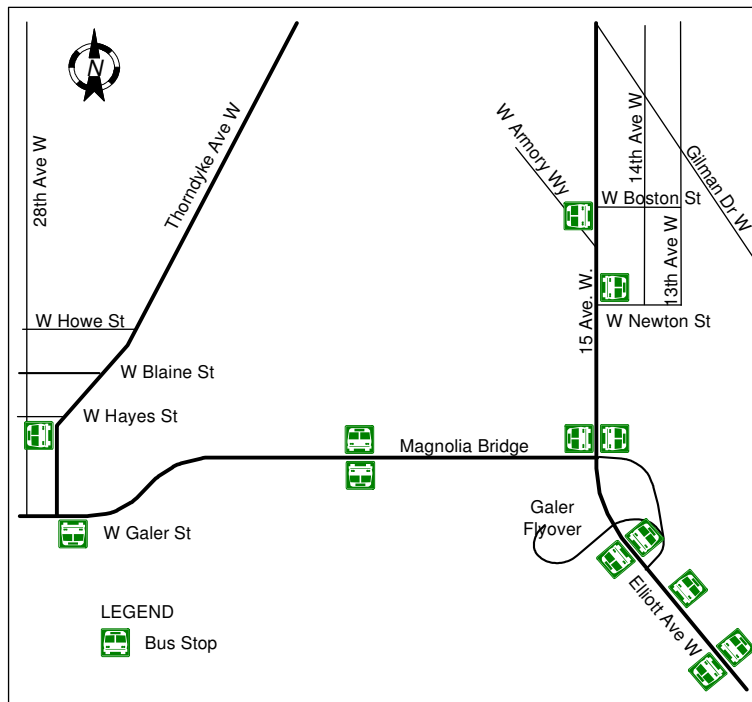 N
28th Ave W
Thorndyke Ave W
W Armory Wy
14th Ave W
Gilman Dr W
W Boston St
13th Ave W
15 Ave. W.
W Newton St
W Howe St
W Blaine St
W Hayes St
Magnolia Bridge
W Galer St
Galer
Flyover
Elliott Ave W
LEGEND
Bus Stop